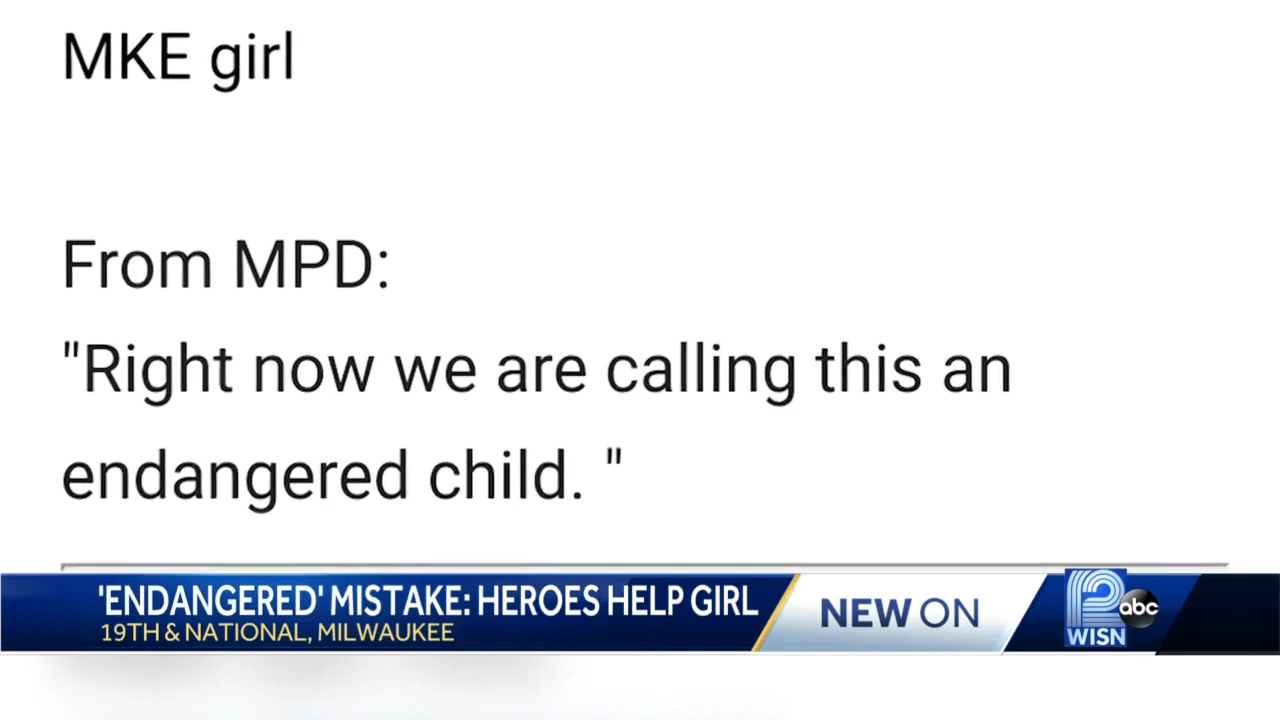 MKE girl
From MPD:
"Right now we are calling this an
endangered child. "
'ENDANGERED' MISTAKE: HEROES HELP GIRL
19TH & NATIONAL, MILWAUKEE
NEW ON
12
abc
WISN